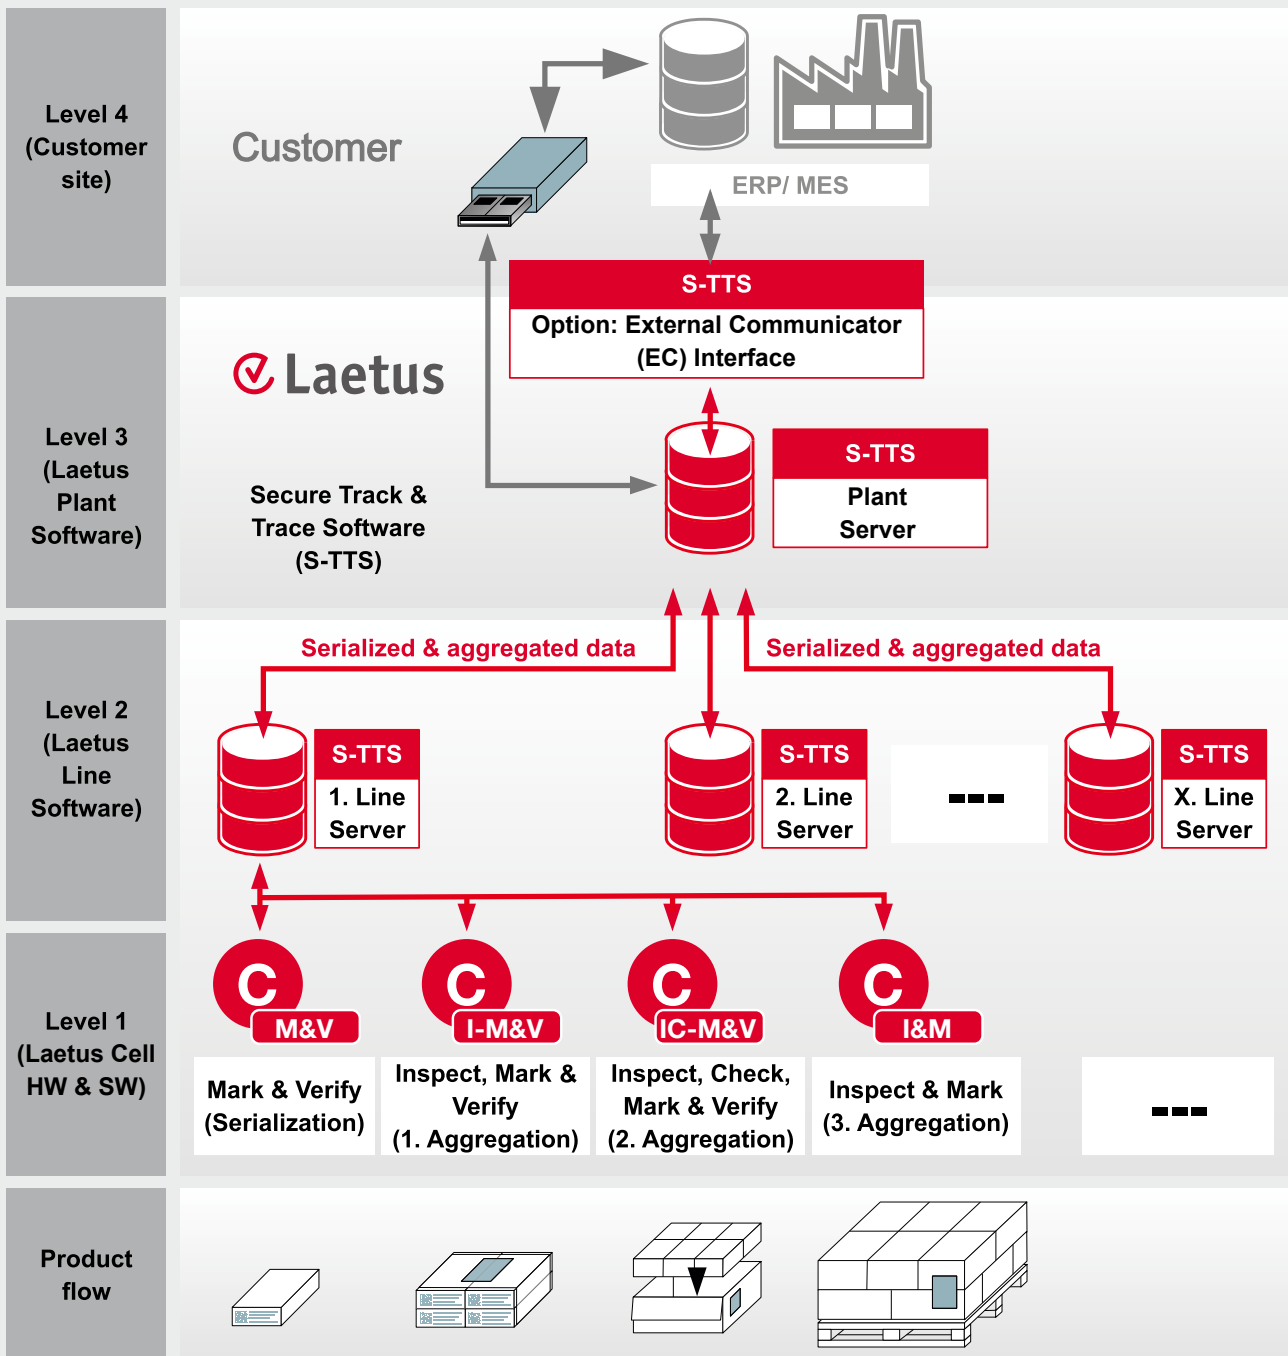 Level 4
(Customer
site)
Customer
ERP/ MES
S-TTS
Option: External Communicator
(EC) Interface
Laetus
Level 3
(Laetus
Plant
Software)
Secure Track &
Trace Software
(S-TTS)
S-TTS
Plant
Server
Serialized & aggregated data
Serialized & aggregated data
Level 2
(Laetus
Line
Software)
S-TTS
1. Line
Server
S-TTS
2. Line
Server
---
S-TTS
X. Line
Server
Level 1
(Laetus Cell
HW & SW)
C
M&V
C
I-M&V
C
IC-M&V
C
I&M
Mark & Verify
(Serialization)
Inspect, Mark &
Verify
(1. Aggregation)
Inspect, Check,
Mark & Verify
(2. Aggregation)
Inspect & Mark
(3. Aggregation)
---
Product
flow